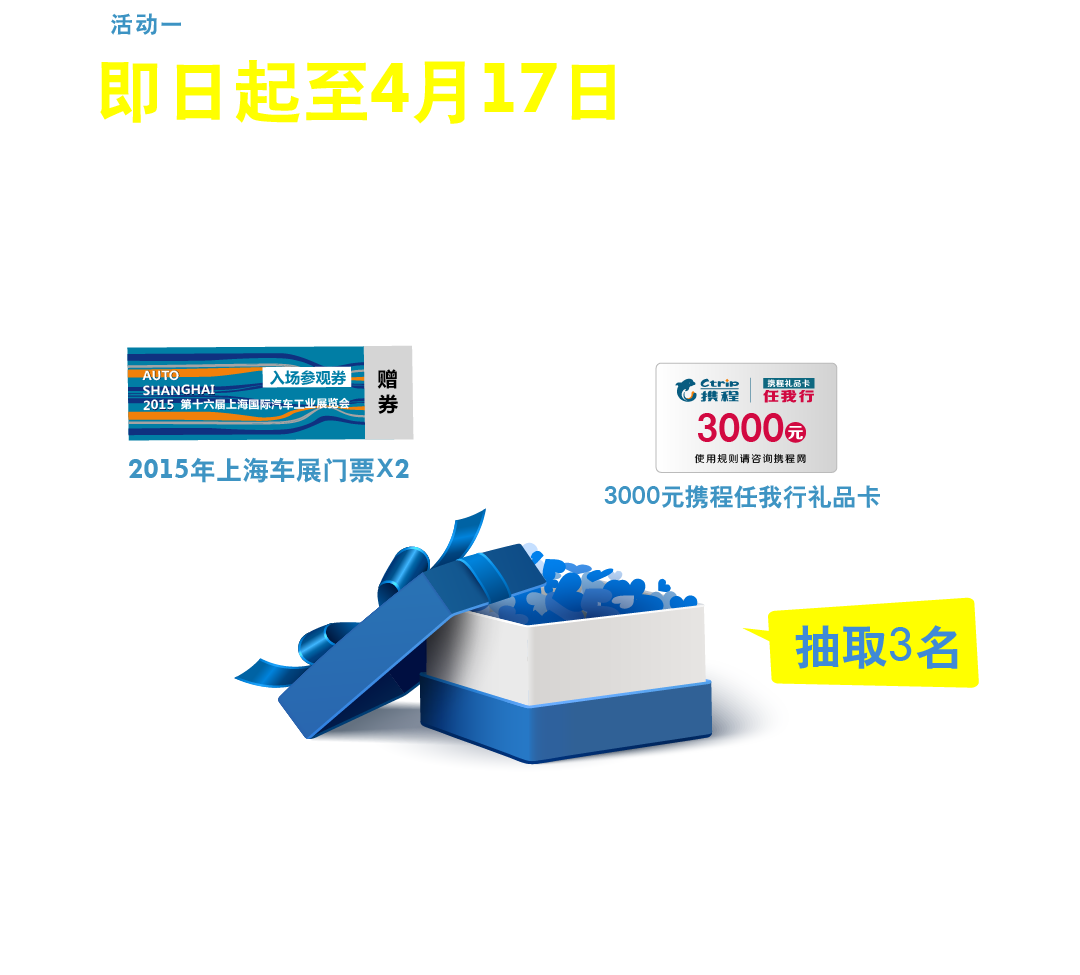 活动一
即日起至4月17日
AUTO
SHANGHAI
2015 第十六届上海国际汽车工业展览会
入场参观券
赠
券
2015年上海车展门票X2
Ctrip
携程
携程礼品卡
任我行
3000元
使用规则请咨询携程网
3000元携程任我行礼品卡
抽取3名